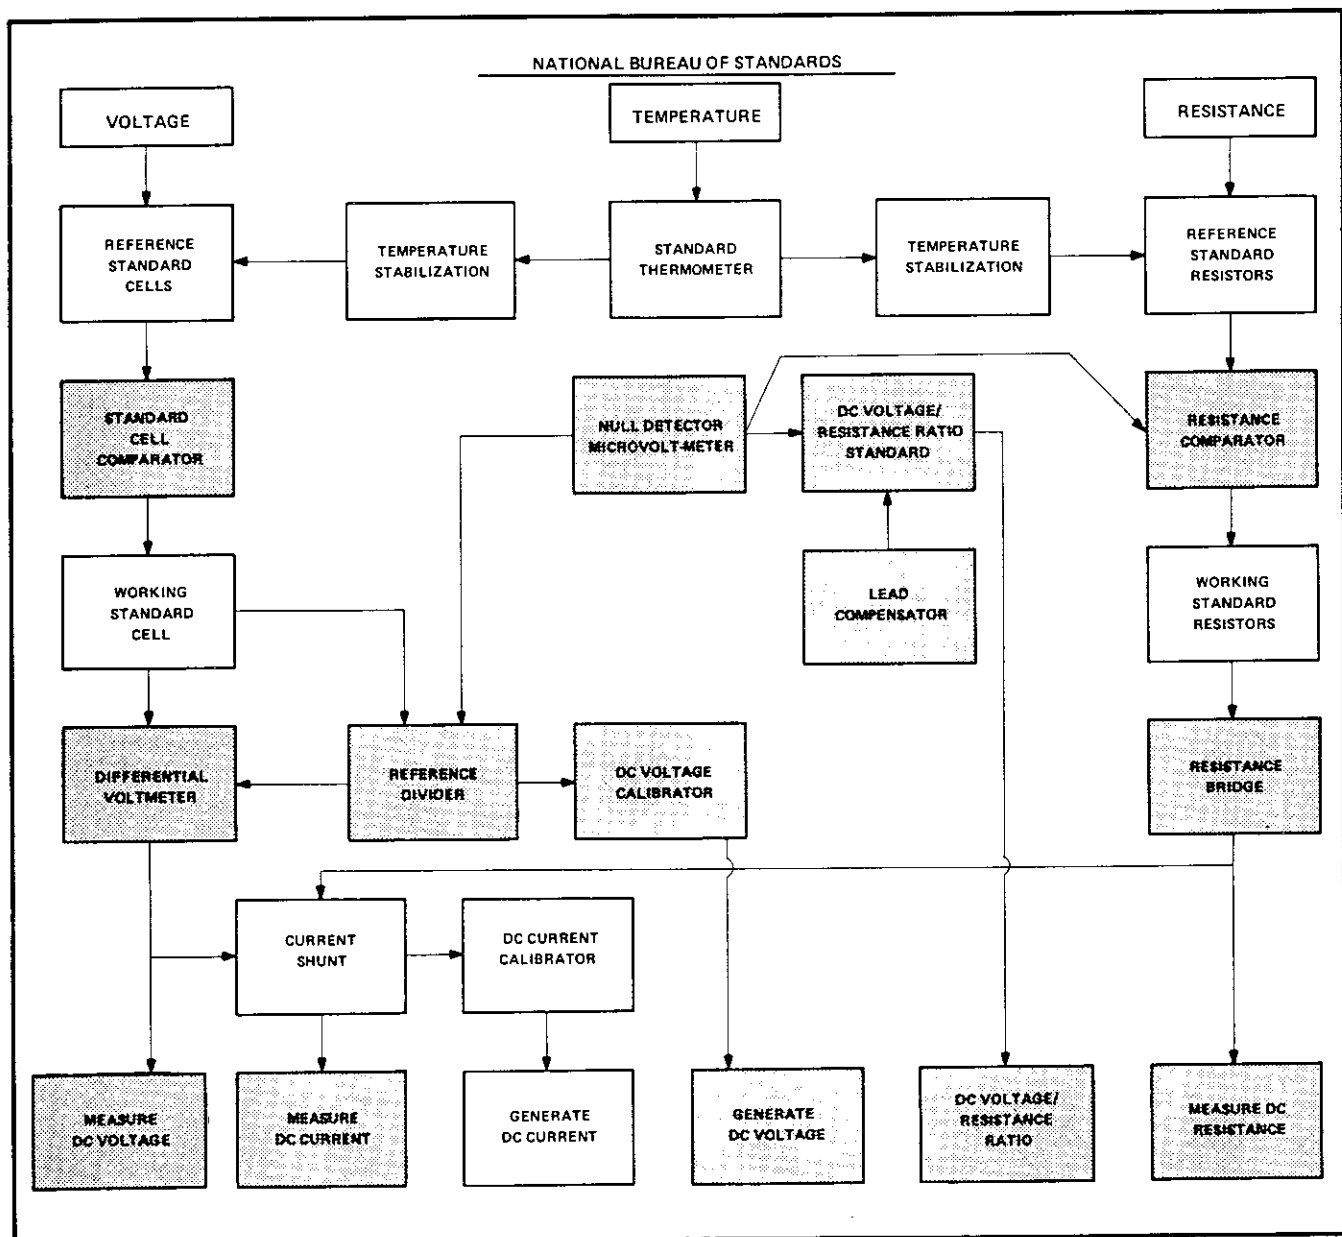 NATIONAL BUREAU OF STANDARDS
VOLTAGE
TEMPERATURE
RESISTANCE
REFERENCE
STANDARD
CELLS
TEMPERATURE
STABILIZATION
STANDARD
THERMOMETER
TEMPERATURE
STABILIZATION
REFERENCE
STANDARD
RESISTORS
STANDARD
CELL
COMPARATOR
NULL DETECTOR
MICROVOLT-METER
DC VOLTAGE/
RESISTANCE RATIO
STANDARD
RESISTANCE
COMPARATOR
WORKING
STANDARD
CELL
LEAD
COMPENSATOR
WORKING
STANDARD
RESISTORS
DIFFERENTIAL
VOLTMETER
REFERENCE
DIVIDER
DC VOLTAGE
CALIBRATOR
RESISTANCE
BRIDGE
CURRENT
SHUNT
DC CURRENT
CALIBRATOR
MEASURE
DC VOLTAGE
MEASURE
DC CURRENT
GENERATE
DC CURRENT
GENERATE
DC VOLTAGE
DC VOLTAGE/
RESISTANCE
RATIO
MEASURE DC
RESISTANCE